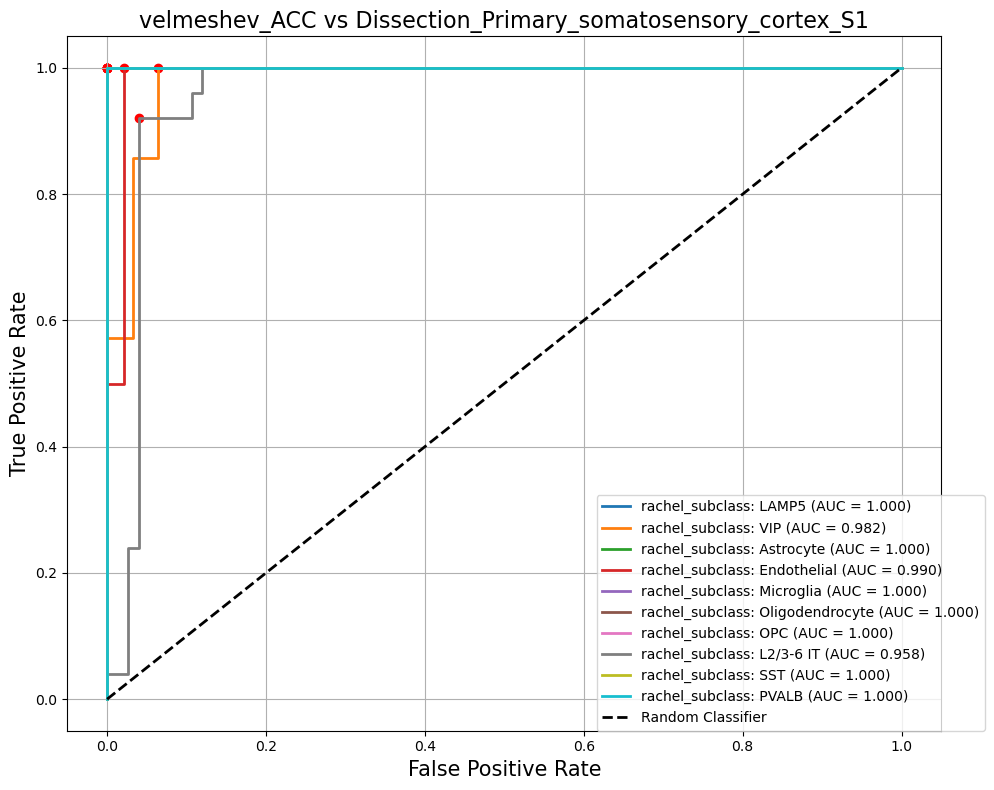 velmeshev_ACC vs Dissection_Primary_somatosensory_cortex_S1
True Positive Rate
1.0
0.8
0.6
0.4
0.2
0.0
rachel_subclass: LAMP5 (AUC = 1.000)
rachel_subclass: VIP (AUC = 0.982)
rachel_subclass: Astrocyte (AUC = 1.000)
rachel_subclass: Endothelial (AUC = 0.990)
rachel_subclass: Microglia (AUC = 1.000)
rachel_subclass: Oligodendrocyte (AUC = 1.000)
rachel_subclass: OPC (AUC = 1.000)
rachel_subclass: L2/3-6 IT (AUC = 0.958)
rachel_subclass: SST (AUC = 1.000)
rachel_subclass: PVALB (AUC = 1.000)
Random Classifier
0.0 0.2 0.4 0.6 0.8 1.0
False Positive Rate